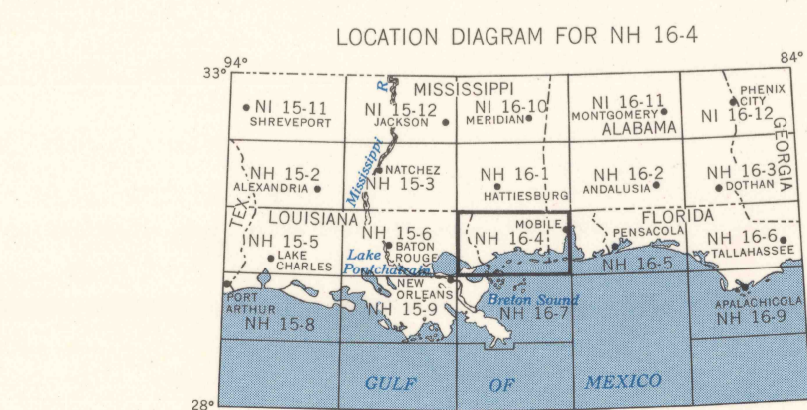 LOCATION DIAGRAM FOR NH 16-4
94° 84°
33°
R MISSISSIPPI PHENIX
NI 15-11 NI 15-12 NI 16-10 NI 16-11 CITY
SHREVEPORT JACKSON MERIDIAN MONTGOMERY NI 16-12
ALABAMA GEORGIA
Mississippi
NH 15-2 NATCHEZ NH 16-1 NH 16-2 NH 16-3
ALEXANDRIA NH 15-3 HATTIESBURG ANDALUSIA DOTHAN
TEX. LOUISIANA MOBILE FLORIDA
NH 15-5 NH 15-6 NH 16-4 PENSACOLA NH 16-6
LAKE BATON TALLAHASSEE
CHARLES ROUGE NH 16-5
Lake
Pontchatrain
NEW
PORT ORLEANS Breton Sound APALACHICOLA
ARTHUR NH 15-9 NH 16-7 NH 16-9
NH 15-8
GULF OF MEXICO
28°